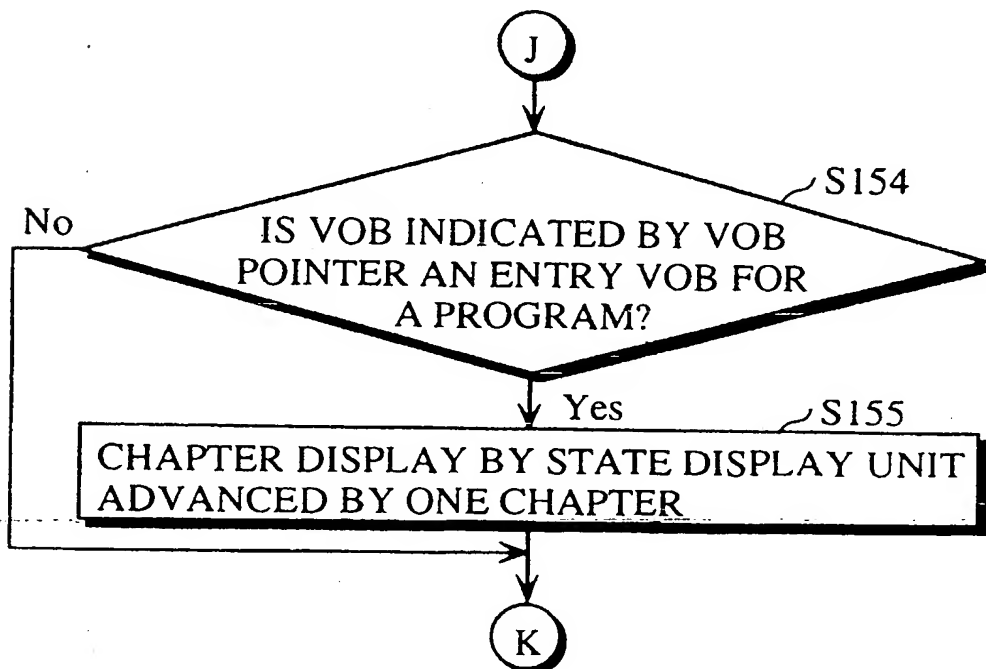 J
S154
No
IS VOB INDICATED BY VOB
POINTER AN ENTRY VOB FOR
A PROGRAM?
Yes
S155
CHAPTER DISPLAY BY STATE DISPLAY UNIT
ADVANCED BY ONE CHAPTER
K